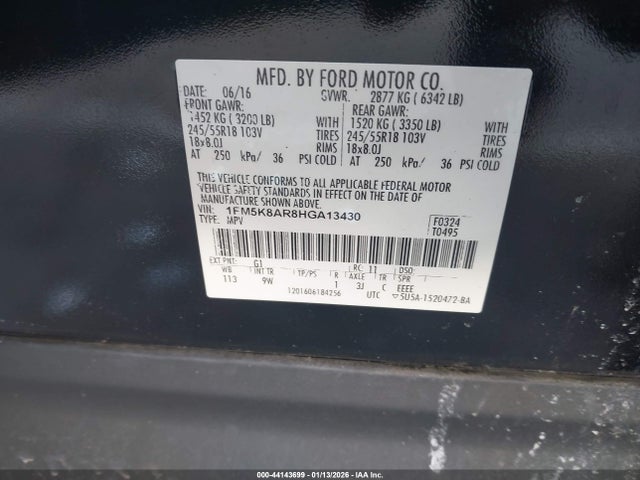 MFD. BY FORD MOTOR CO.
DATE: 06/16 GVWR: 2877 KG ( 6342 LB)
FRONT GAWR: REAR GAWR:
1452 KG ( 3200 LB) WITH 1520 KG ( 3350 LB) WITH
245/55R18 103V TIRES 245/55R18 103V TIRES
18x8.0J RIMS 18x8.0J RIMS
AT 250 kPa/ 36 PSI COLD AT 250 kPa/ 36 PSI COLD
THIS VEHICLE CONFORMS TO ALL APPLICABLE FEDERAL MOTOR
VEHICLE SAFETY STANDARDS IN EFFECT ON THE DATE OF
MANUFACTURE SHOWN ABOVE.
VIN: 1FM5K8AR8HGA13430 F0324
TYPE: MPV T0495
EXT PNT: G1 RC: 11 DSO:
WB INT TR TP/PS R AXLE TR SPR
113 9W 1 3J C EEEE
1201606184256 UTC ▽5U5A-1520472-BA
000-44143699 | 01/13/2026 - IAA Inc.